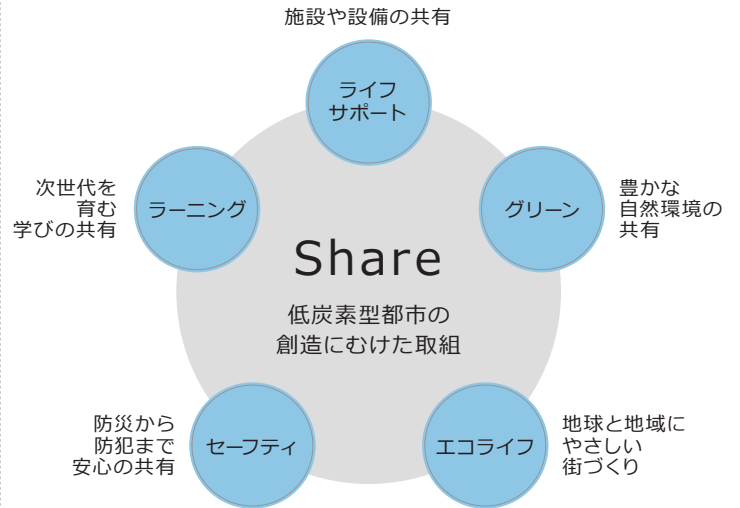 施設や設備の共有
ライフ
サポート
次世代を
育む
学びの共有
ラーニング
グリーン
豊かな
自然環境の
共有
Share
低炭素型都市の
創造にむけた取組
防災から
防犯まで
安心の共有
セーフティ
エコライフ
地球と地域に
やさしい
街づくり